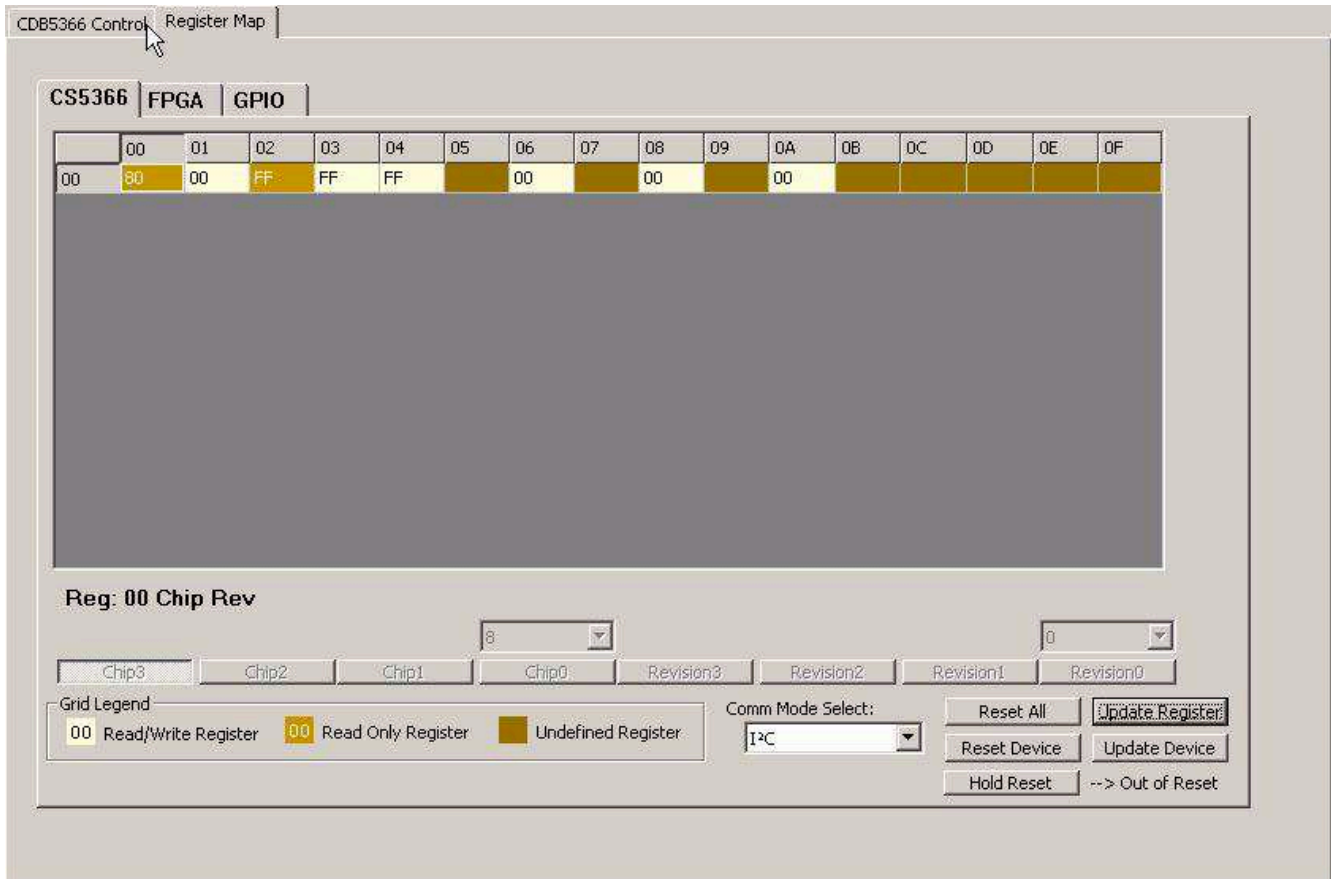 CDB5366 Control Register Map
CS5366 FPGA GPIO
00 01 02 03 04 05 06 07 08 09 0A 0B 0C 0D 0E 0F
00 80 00 FF FF FF 00 00 00
Reg: 00 Chip Rev
8 0
Chip3 Chip2 Chip1 Chip0 Revision3 Revision2 Revision1 Revision0
Grid Legend
00 Read/Write Register 00 Read Only Register Undefined Register
Comm Mode Select:
I²C
Reset All Update Register
Reset Device Update Device
Hold Reset --> Out of Reset